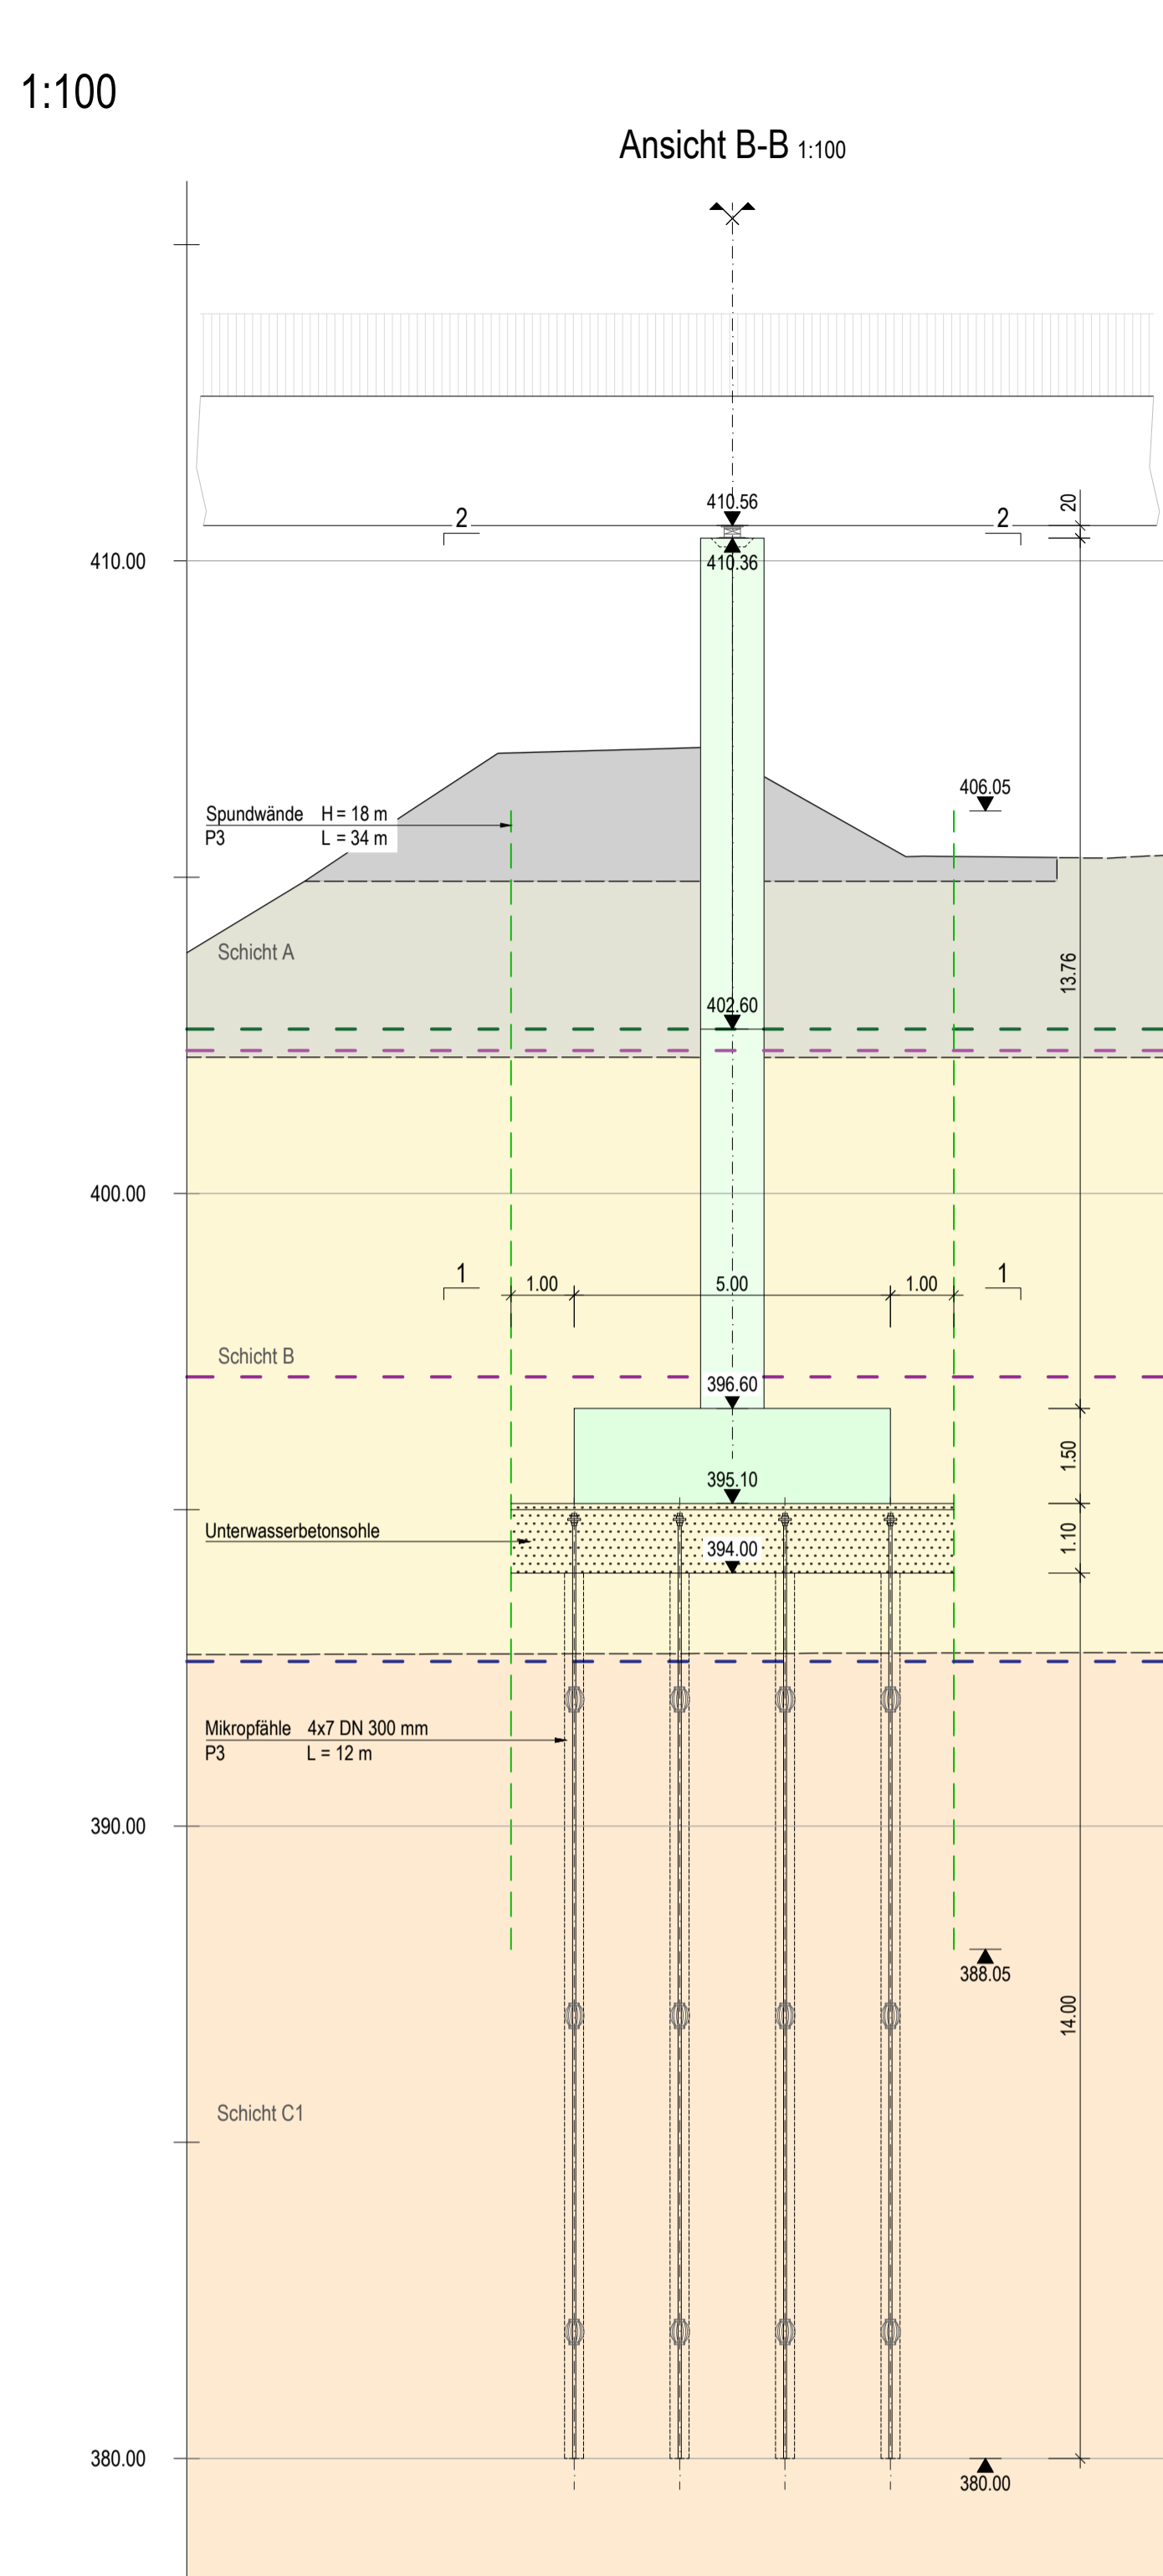 1:100
Ansicht B-B 1:100
410.56
20
2
2
410.00
410.36
406.05
Spundwände H = 18 m
P3 L = 34 m
Schicht A
13.76
402.60
400.00
1
1
1.00
5.00
1.00
Schicht B
396.60
1.50
395.10
Unterwasserbetonsohle
1.10
394.00
Mikropfähle 4x7 DN 300 mm
P3 L = 12 m
390.00
388.05
14.00
Schicht C1
380.00
380.00